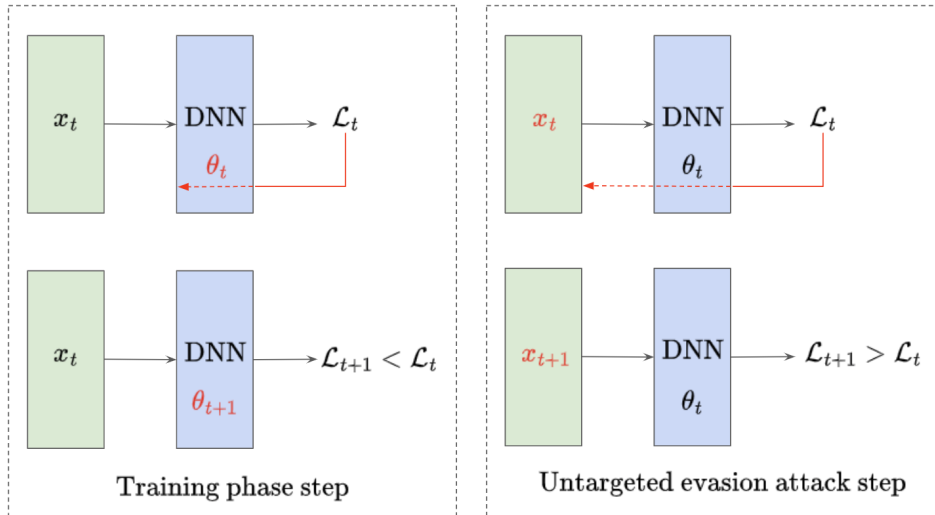 x_t
DNN
θ_t
ℒ_t
x_t
DNN
θ_{t+1}
ℒ_{t+1} < ℒ_t
Training phase step
x_t
DNN
θ_t
ℒ_t
x_{t+1}
DNN
θ_t
ℒ_{t+1} > ℒ_t
Untargeted evasion attack step